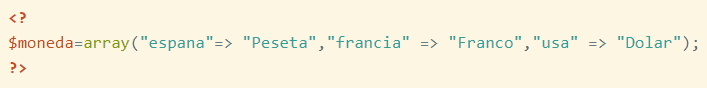 <?
$moneda=array("espana"=> "Peseta","francia" => "Franco","usa" => "Dolar");
?>